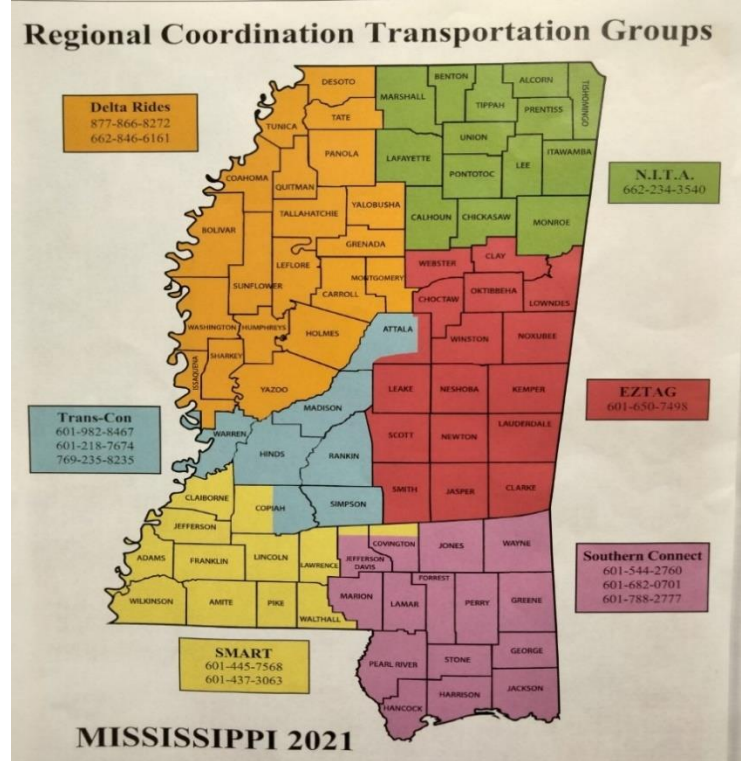 Regional Coordination Transportation Groups
Delta Rides
877-866-8272
662-846-6161
DESOTO
MARSHALL
BENTON
ALCORN
TISHOMINGO
TIPPAH
PRENTISS
TATE
TUNICA
PANOLA
LAFAYETTE
UNION
LEE
ITAWAMBA
PONTOTOC
COAHOMA
QUITMAN
N.I.T.A.
662-234-3540
TALLAHATCHIE
YALOBUSHA
CALHOUN
CHICKASAW
MONROE
BOLIVAR
GRENADA
LEFLORE
WEBSTER
CLAY
SUNFLOWER
CARROLL
MONTGOMERY
CHOCTAW
OKTIBBEHA
LOWNDES
WASHINGTON
HUMPHREYS
HOLMES
ATTALA
WINSTON
NOXUBEE
SHARKEY
ISSAQUENA
YAZOO
LEAKE
NESHOBA
KEMPER
EZTAG
601-650-7498
Trans-Con
601-982-8467
601-218-7674
769-235-8235
MADISON
WARREN
HINDS
RANKIN
SCOTT
NEWTON
LAUDERDALE
CLAIBORNE
COPIAH
SIMPSON
SMITH
JASPER
CLARKE
JEFFERSON
ADAMS
FRANKLIN
LINCOLN
LAWRENCE
JEFFERSON
DAVIS
COVINGTON
JONES
WAYNE
Southern Connect
601-544-2760
601-682-0701
601-788-2777
WILKINSON
AMITE
PIKE
WALTHALL
MARION
LAMAR
FORREST
PERRY
GREENE
SMART
601-445-7568
601-437-3063
PEARL RIVER
STONE
GEORGE
HANCOCK
HARRISON
JACKSON
MISSISSIPPI 2021